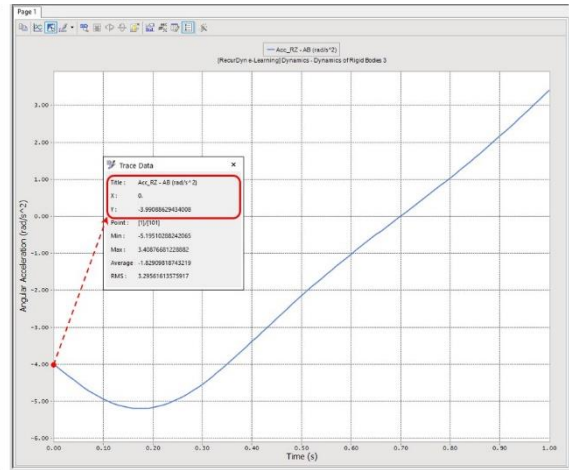 Page 1
Acc_RZ - AB (rad/s^2)
[RecurDyn e-Learning]Dynamics - Dynamics of Rigid Bodies 3
3.00
2.00
1.00
0.00
-1.00
-2.00
-3.00
-4.00
-5.00
-6.00
Angular Acceleration (rad/s^2)
Trace Data ×
Title : Acc_RZ - AB (rad/s^2)
X : 0.
Y : -3.99088629434008
Point : [1]/[101]
Min : -5.19510288242065
Max : 3.40876681228882
Average -1.82909818743219
RMS : 3.29561613575917
0.00 0.10 0.20 0.30 0.40 0.50 0.60 0.70 0.80 0.90 1.00
Time (s)